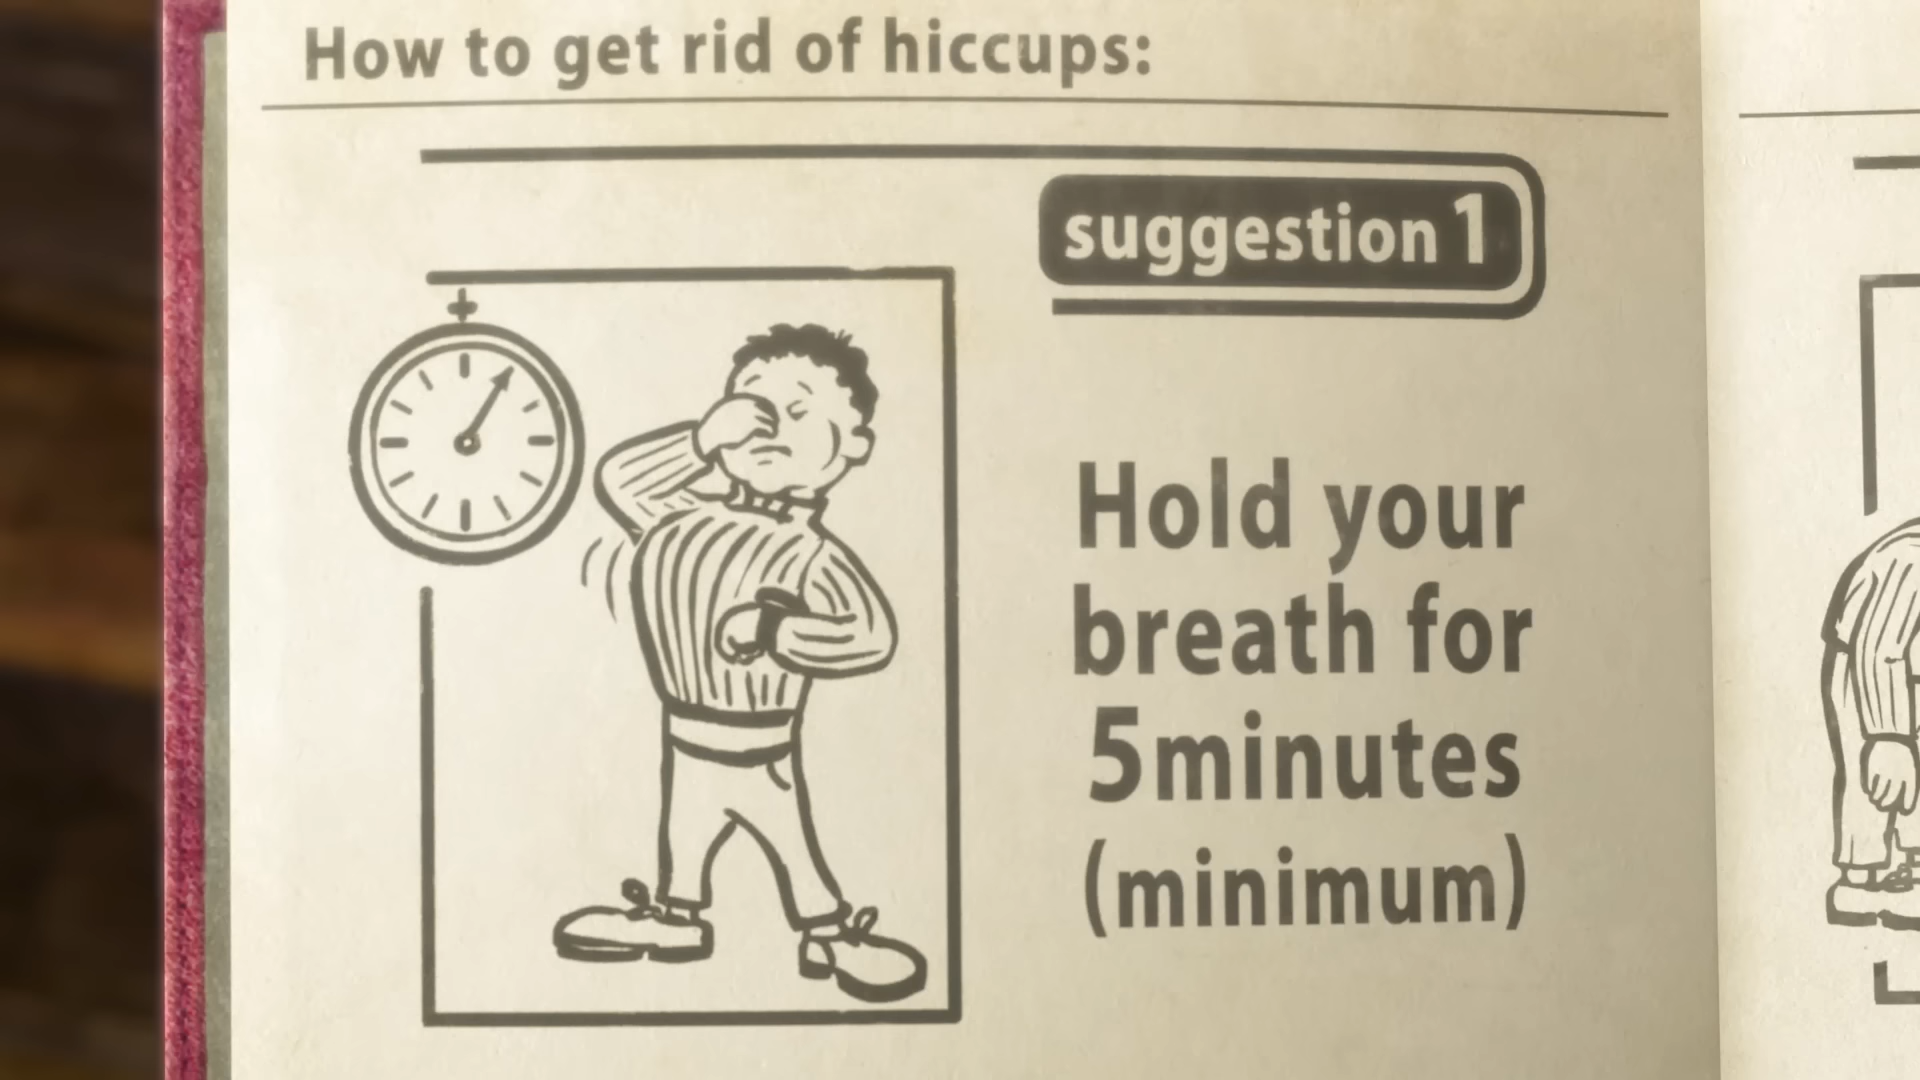 How to get rid of hiccups:
suggestion 1
Hold your
breath for
5minutes
(minimum)